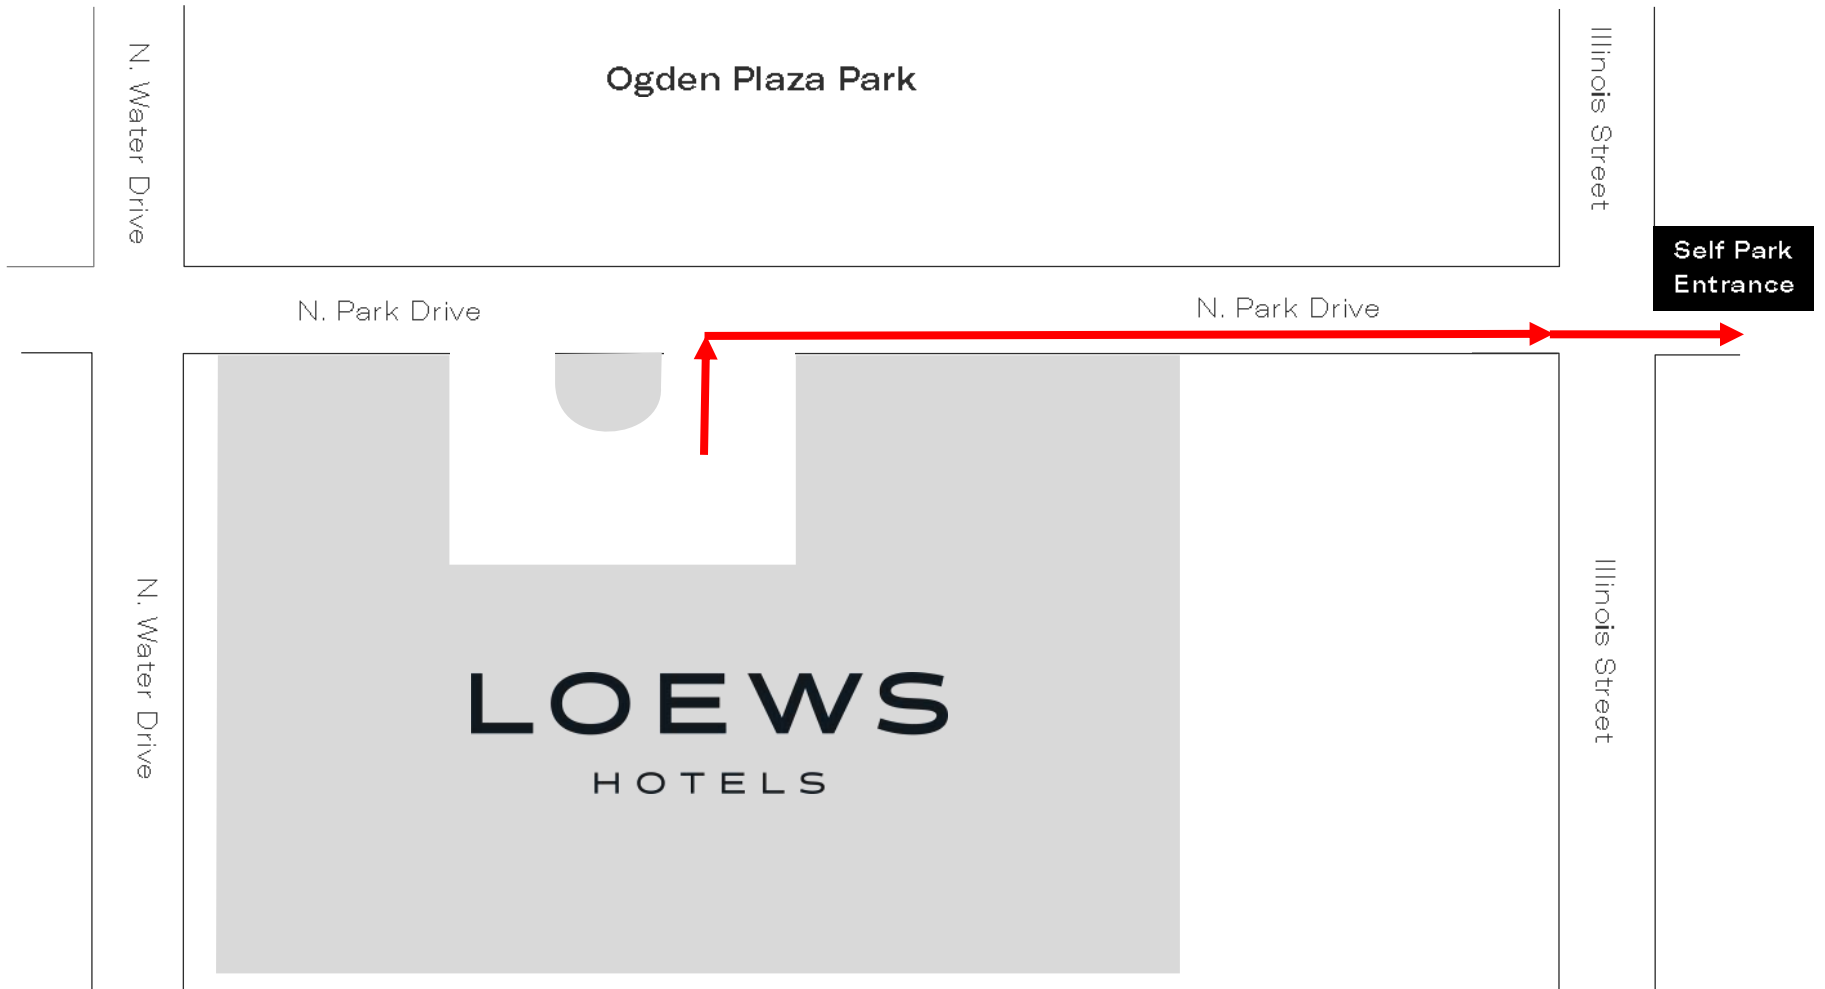 N. Water Drive
Ogden Plaza Park
Illinois Street
Self Park
Entrance
N. Park Drive
N. Park Drive
N. Water Drive
LOEWS
HOTELS
Illinois Street